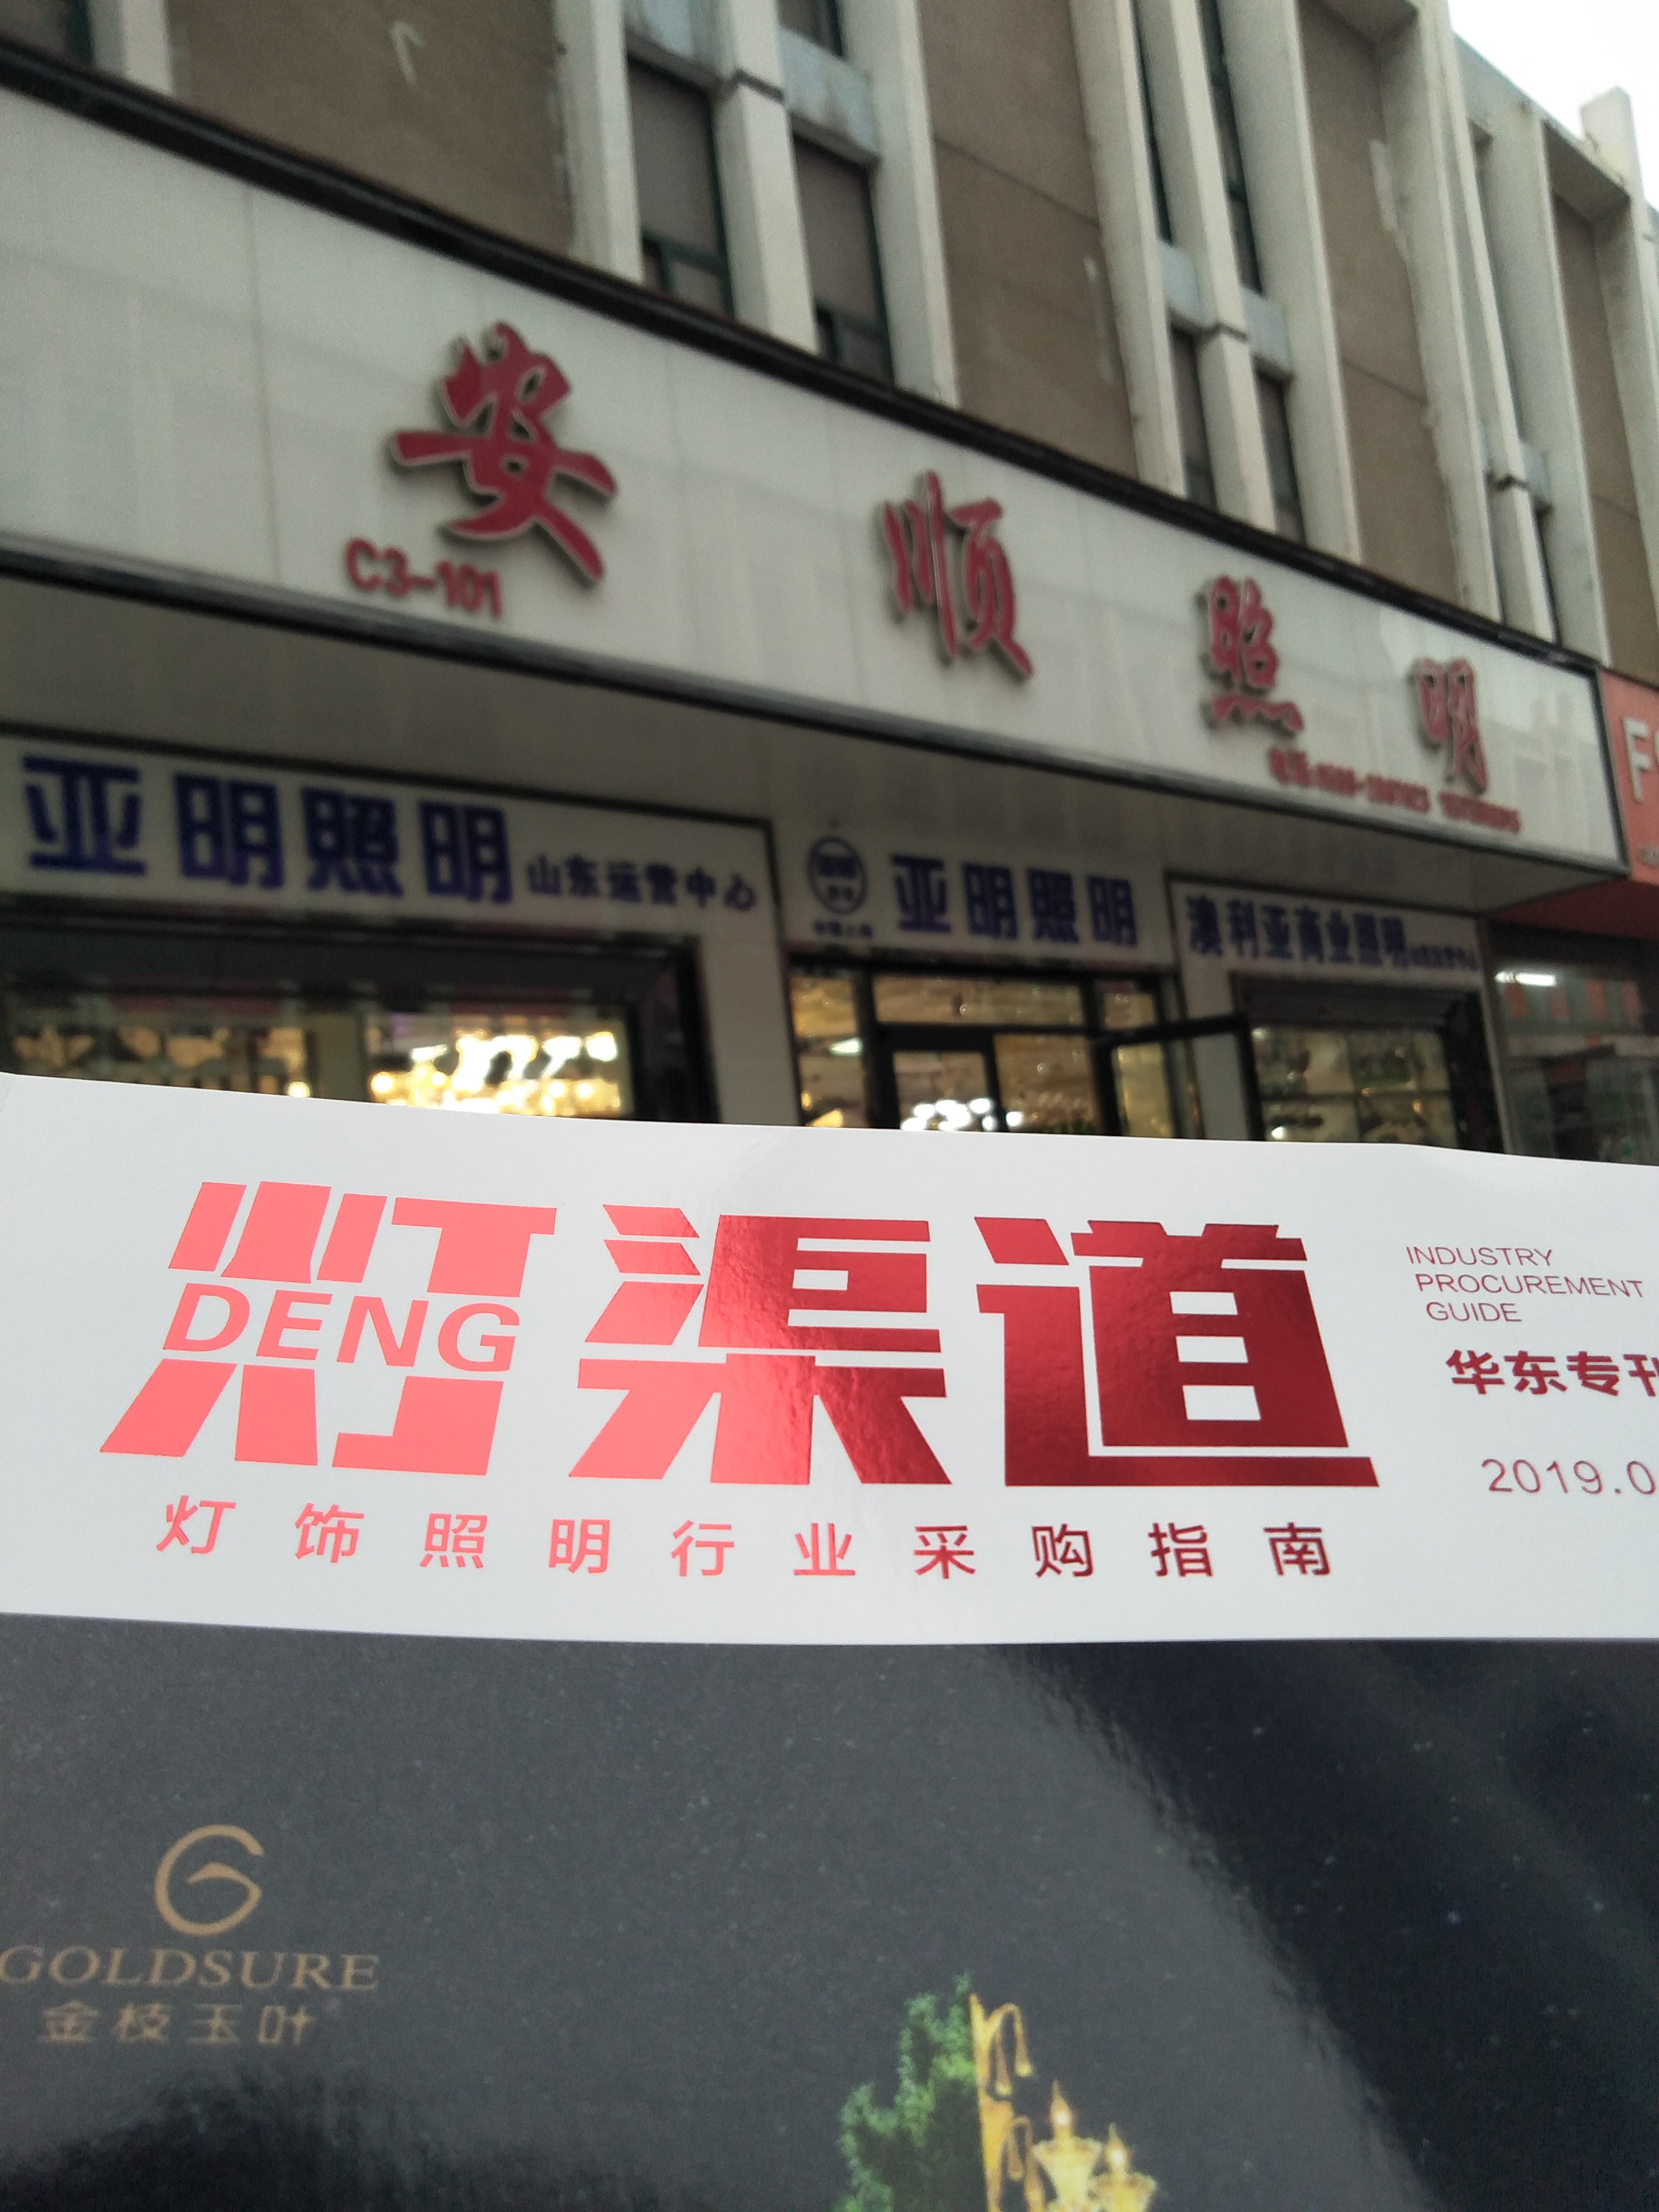 安顺照明
C3-101
亚明照明 山东运营中心
亚明照明
澳利亚商业照明
灯渠道
DENG
INDUSTRY
PROCUREMENT
GUIDE
华东专刊
2019.0
灯饰照明行业采购指南
GOLDSURE
金枝玉叶